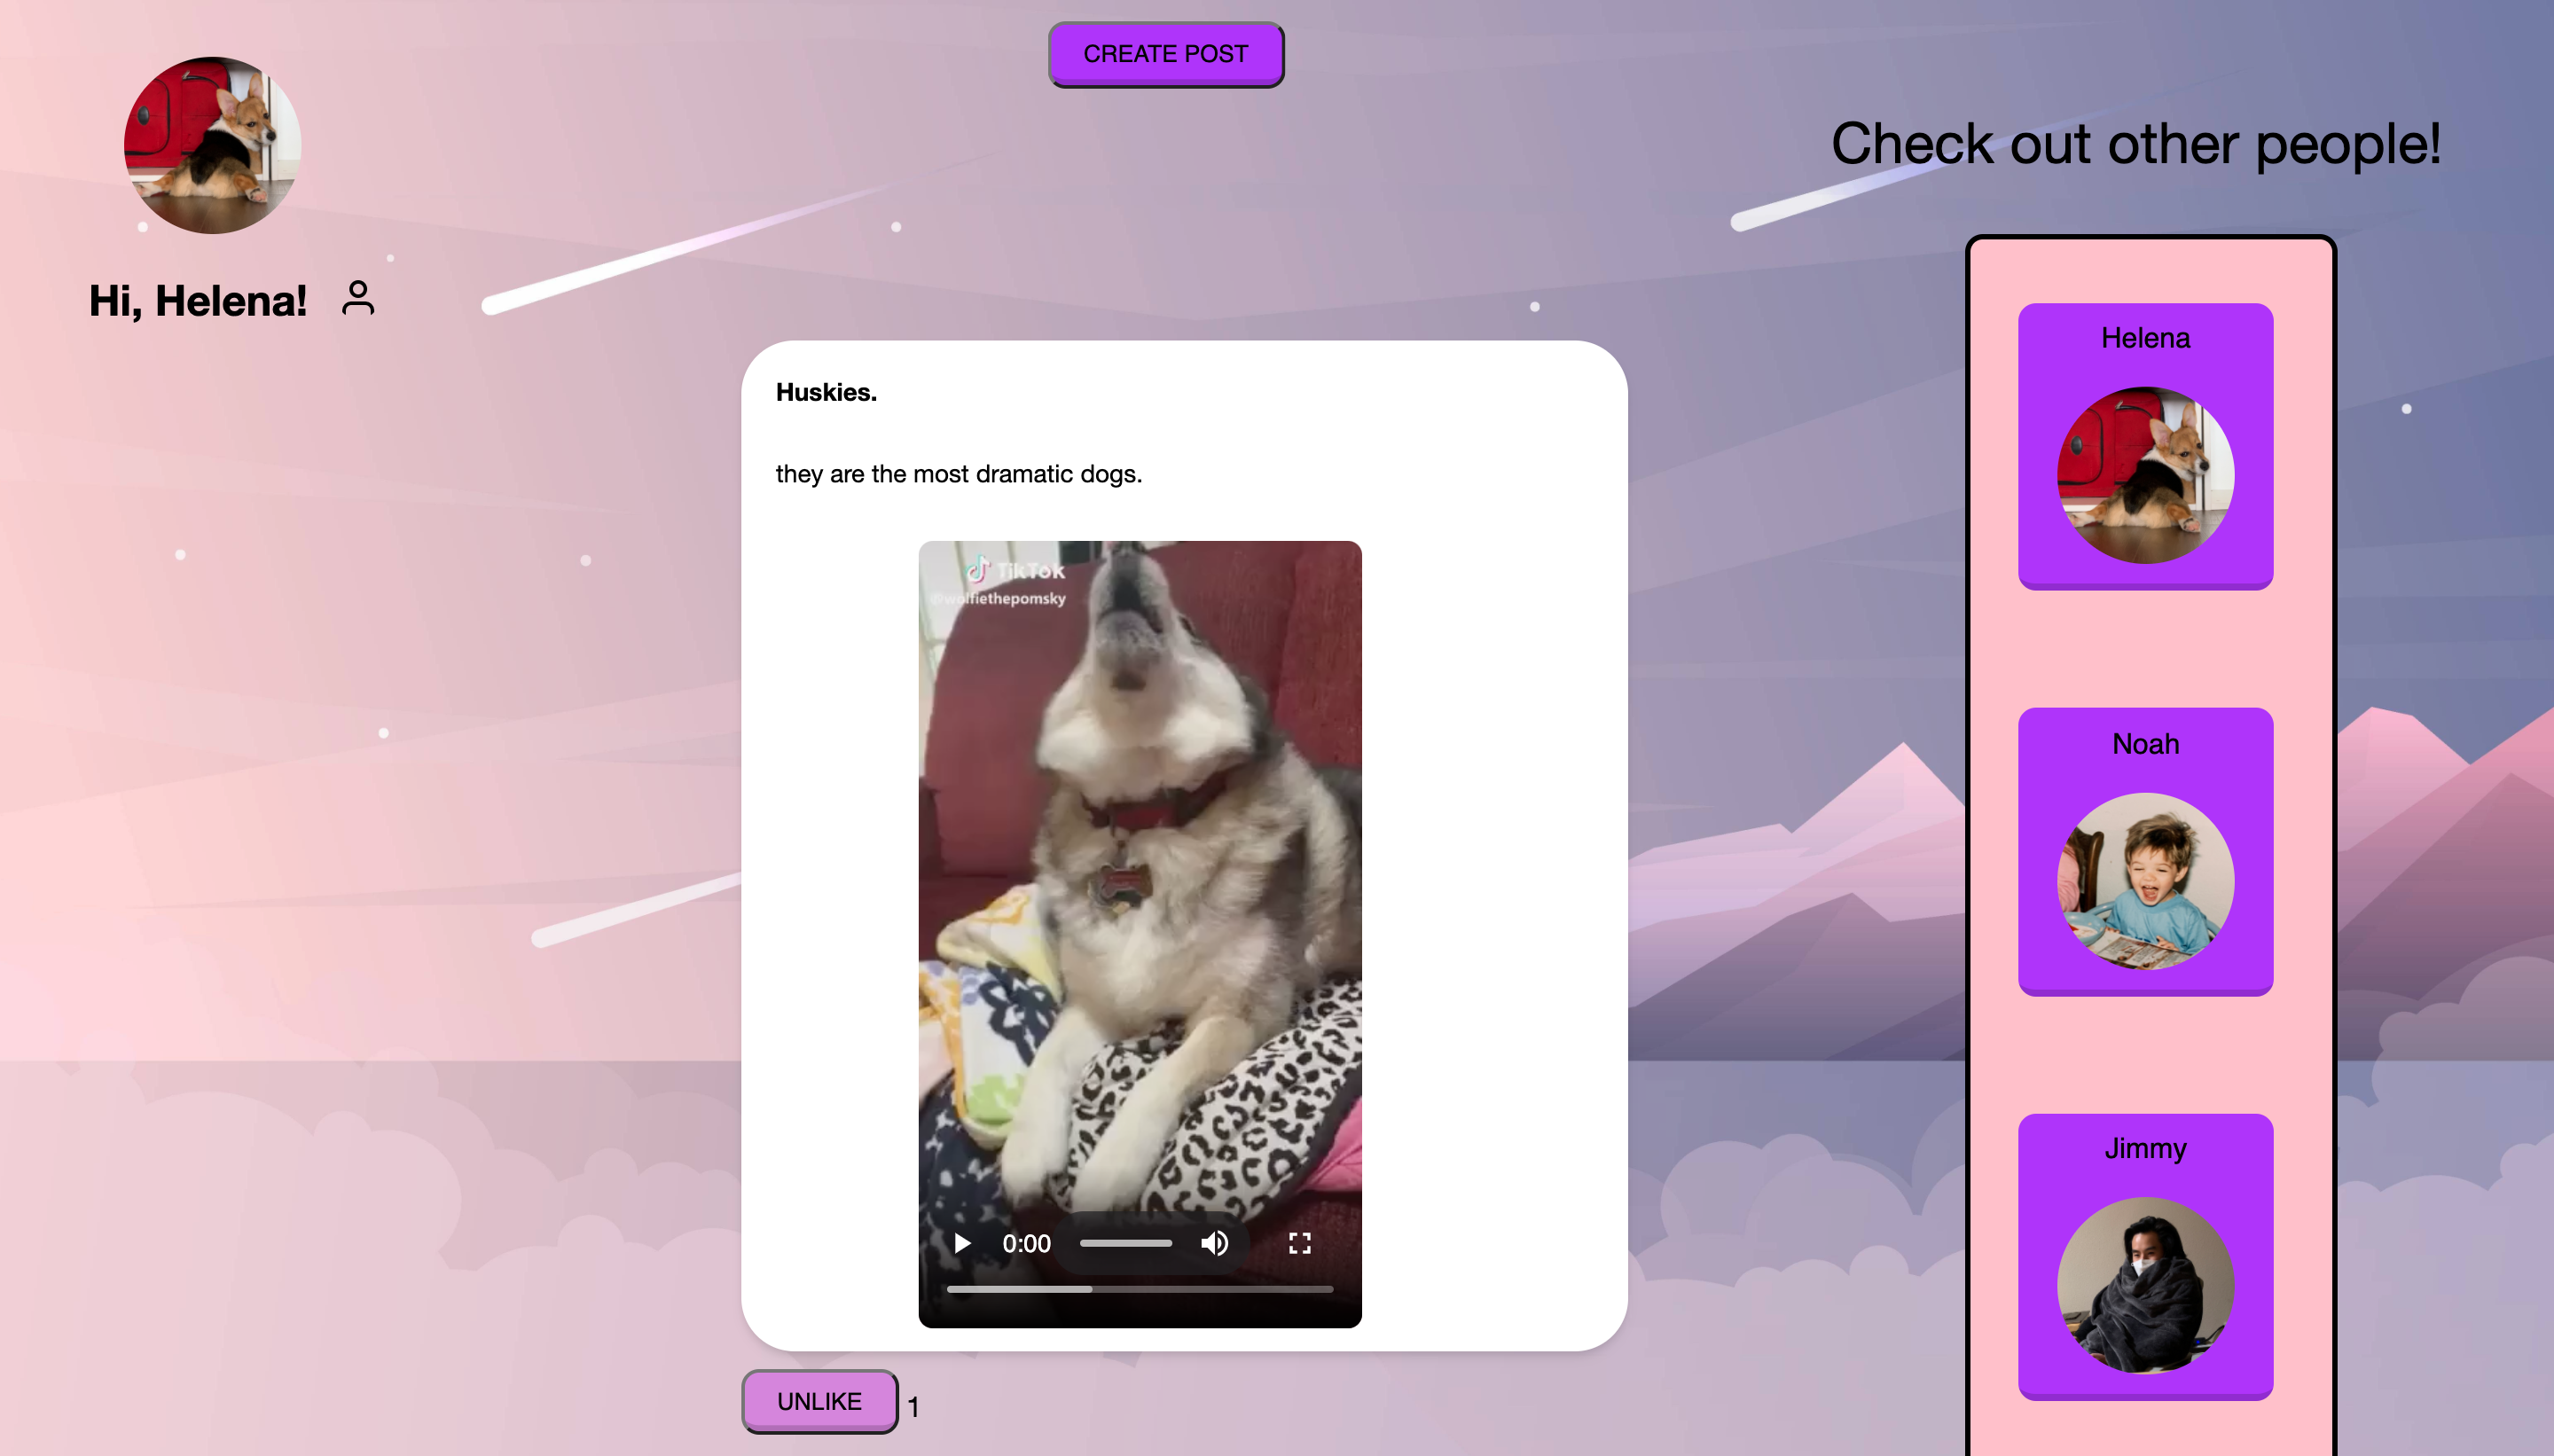 CREATE POST
Check out other people!
Hi, Helena!
Huskies.
they are the most dramatic dogs.
TikTok
@wolfiethepomsky
0:00
UNLIKE 1
Helena
Noah
Jimmy